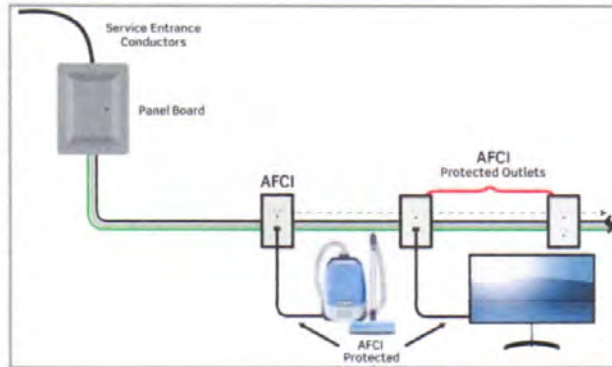 Service Entrance
Conductors
Panel Board
AFCI
AFCI
Protected Outlets
AFCI
Protected